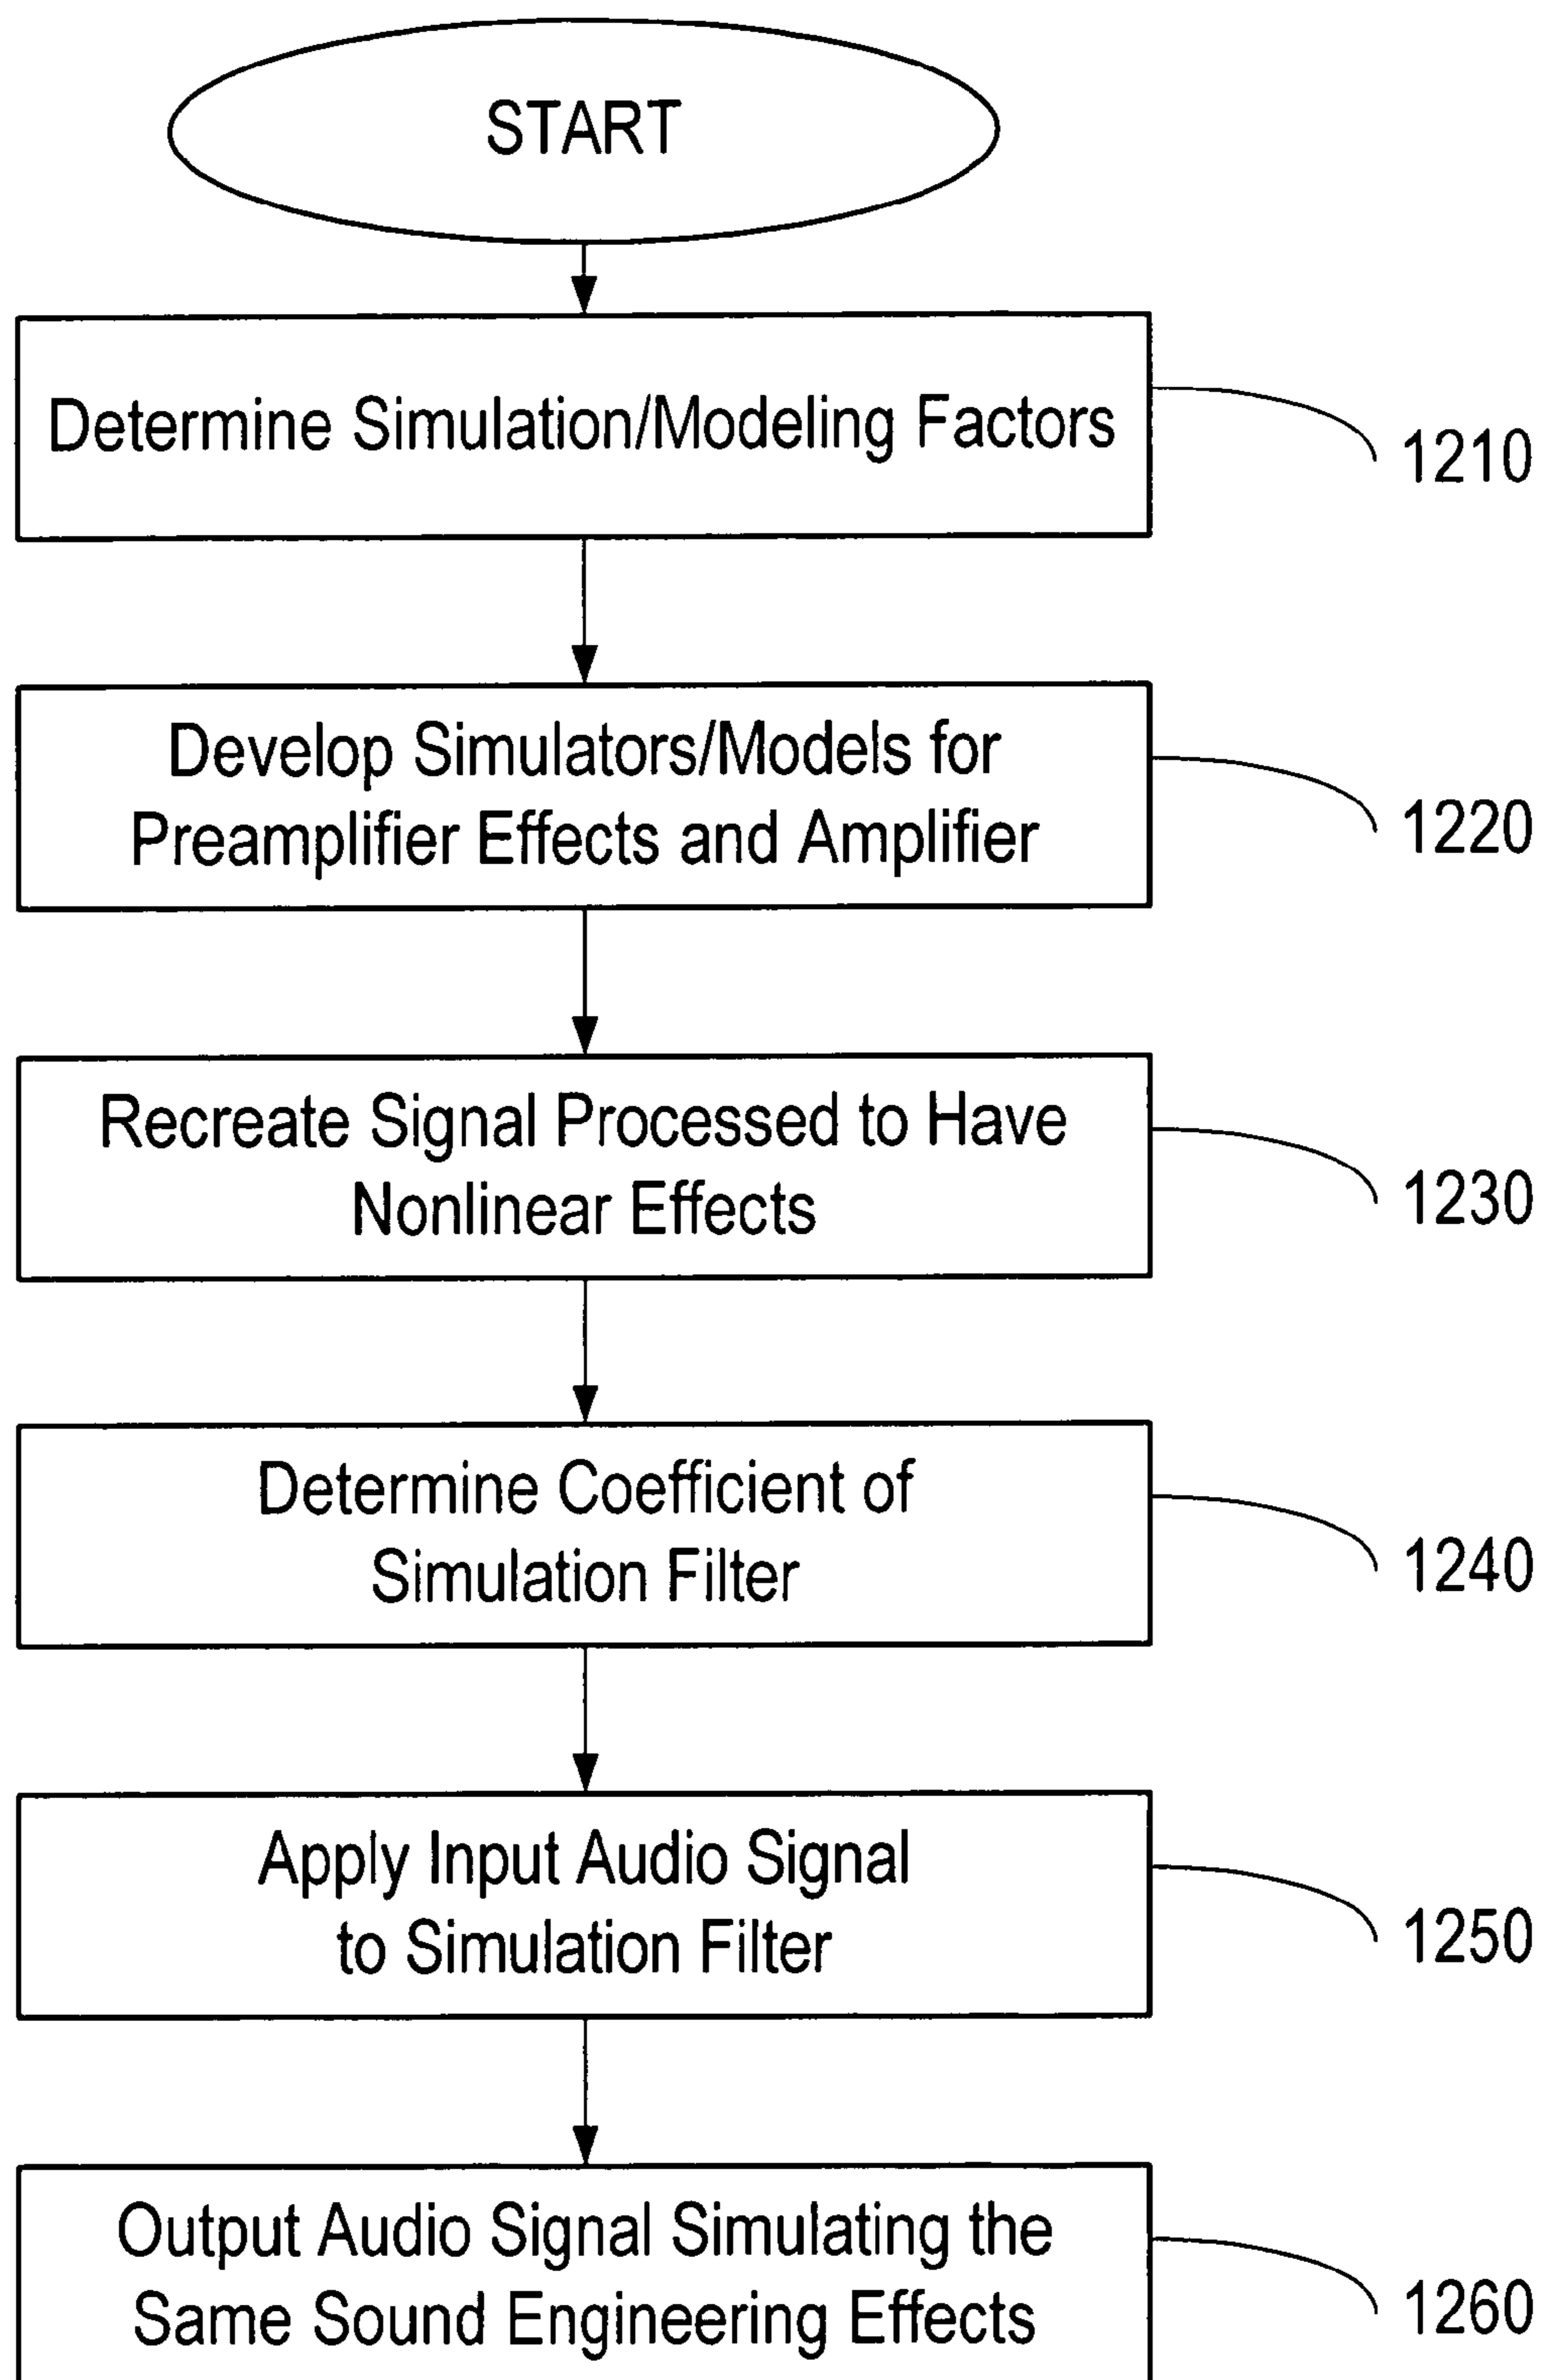 START
Determine Simulation/Modeling Factors
1210
Develop Simulators/Models for
Preamplifier Effects and Amplifier
1220
Recreate Signal Processed to Have
Nonlinear Effects
1230
Determine Coefficient of
Simulation Filter
1240
Apply Input Audio Signal
to Simulation Filter
1250
Output Audio Signal Simulating the
Same Sound Engineering Effects
1260